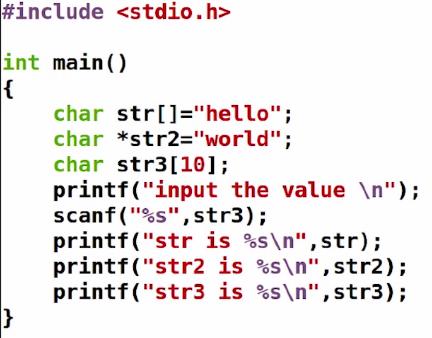 #include <stdio.h>
int main()
{
    char str[]="hello";
    char *str2="world";
    char str3[10];
    printf("input the value \n");
    scanf("%s",str3);
    printf("str is %s\n",str);
    printf("str2 is %s\n",str2);
    printf("str3 is %s\n",str3);
}